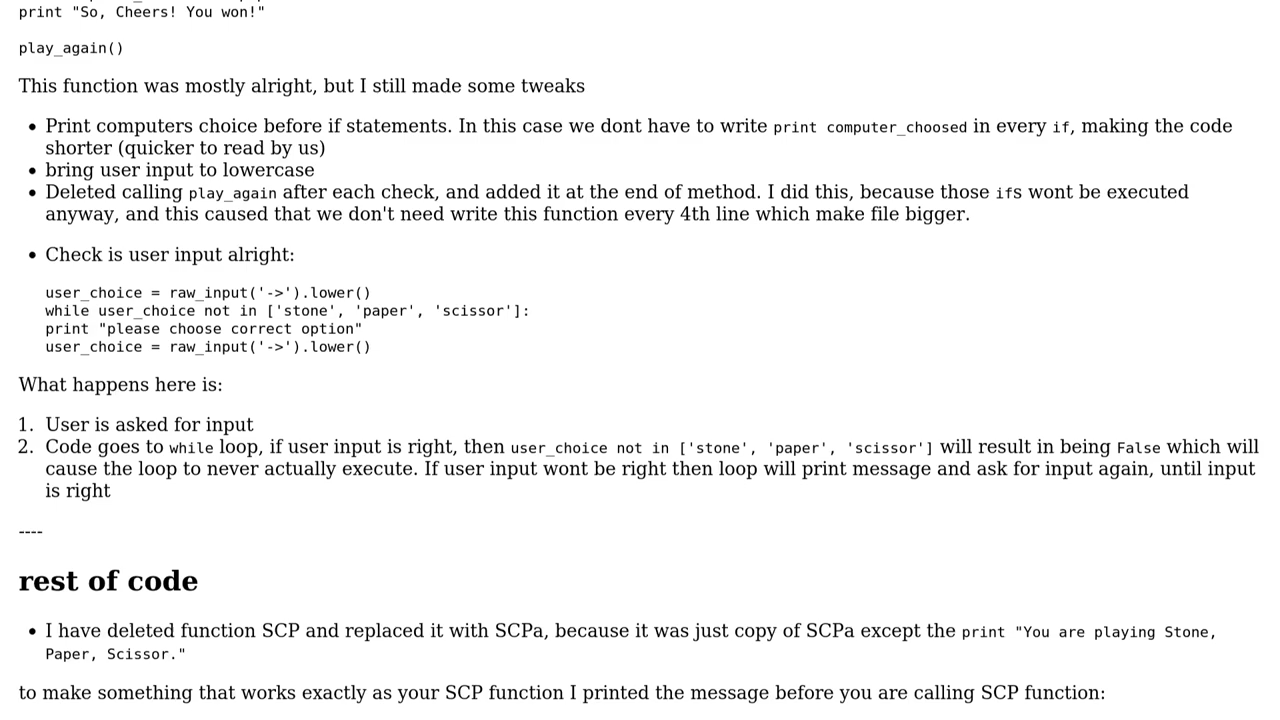 print "So, Cheers! You won!"
play_again()
This function was mostly alright, but I still made some tweaks
• Print computers choice before if statements. In this case we dont have to write print computer_choosed in every if, making the code
shorter (quicker to read by us)
• bring user input to lowercase
• Deleted calling play_again after each check, and added it at the end of method. I did this, because those ifs wont be executed
anyway, and this caused that we don't need write this function every 4th line which make file bigger.
• Check is user input alright:
user_choice = raw_input('->').lower()
while user_choice not in ['stone', 'paper', 'scissor']:
print "please choose correct option"
user_choice = raw_input('->').lower()
What happens here is:
1. User is asked for input
2. Code goes to while loop, if user input is right, then user_choice not in ['stone', 'paper', 'scissor'] will result in being False which will
cause the loop to never actually execute. If user input wont be right then loop will print message and ask for input again, until input
is right
----
rest of code
• I have deleted function SCP and replaced it with SCPa, because it was just copy of SCPa except the print "You are playing Stone,
Paper, Scissor."
to make something that works exactly as your SCP function I printed the message before you are calling SCP function: